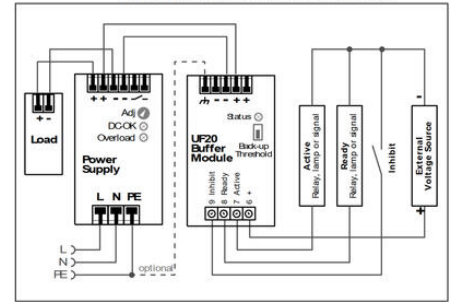 + + - -
- - + +
+ -
Load
Adj
DC-OK
Overload
Power
Supply
L N PE
Status
UF20
Buffer
Module
Back-up
Threshold
9 Inhibit
8 Ready
7 Active
6 +
Active
Relay, lamp or signal
Ready
Relay, lamp or signal
Inhibit
-
External
Voltage Source
+
L
N
PE
optional